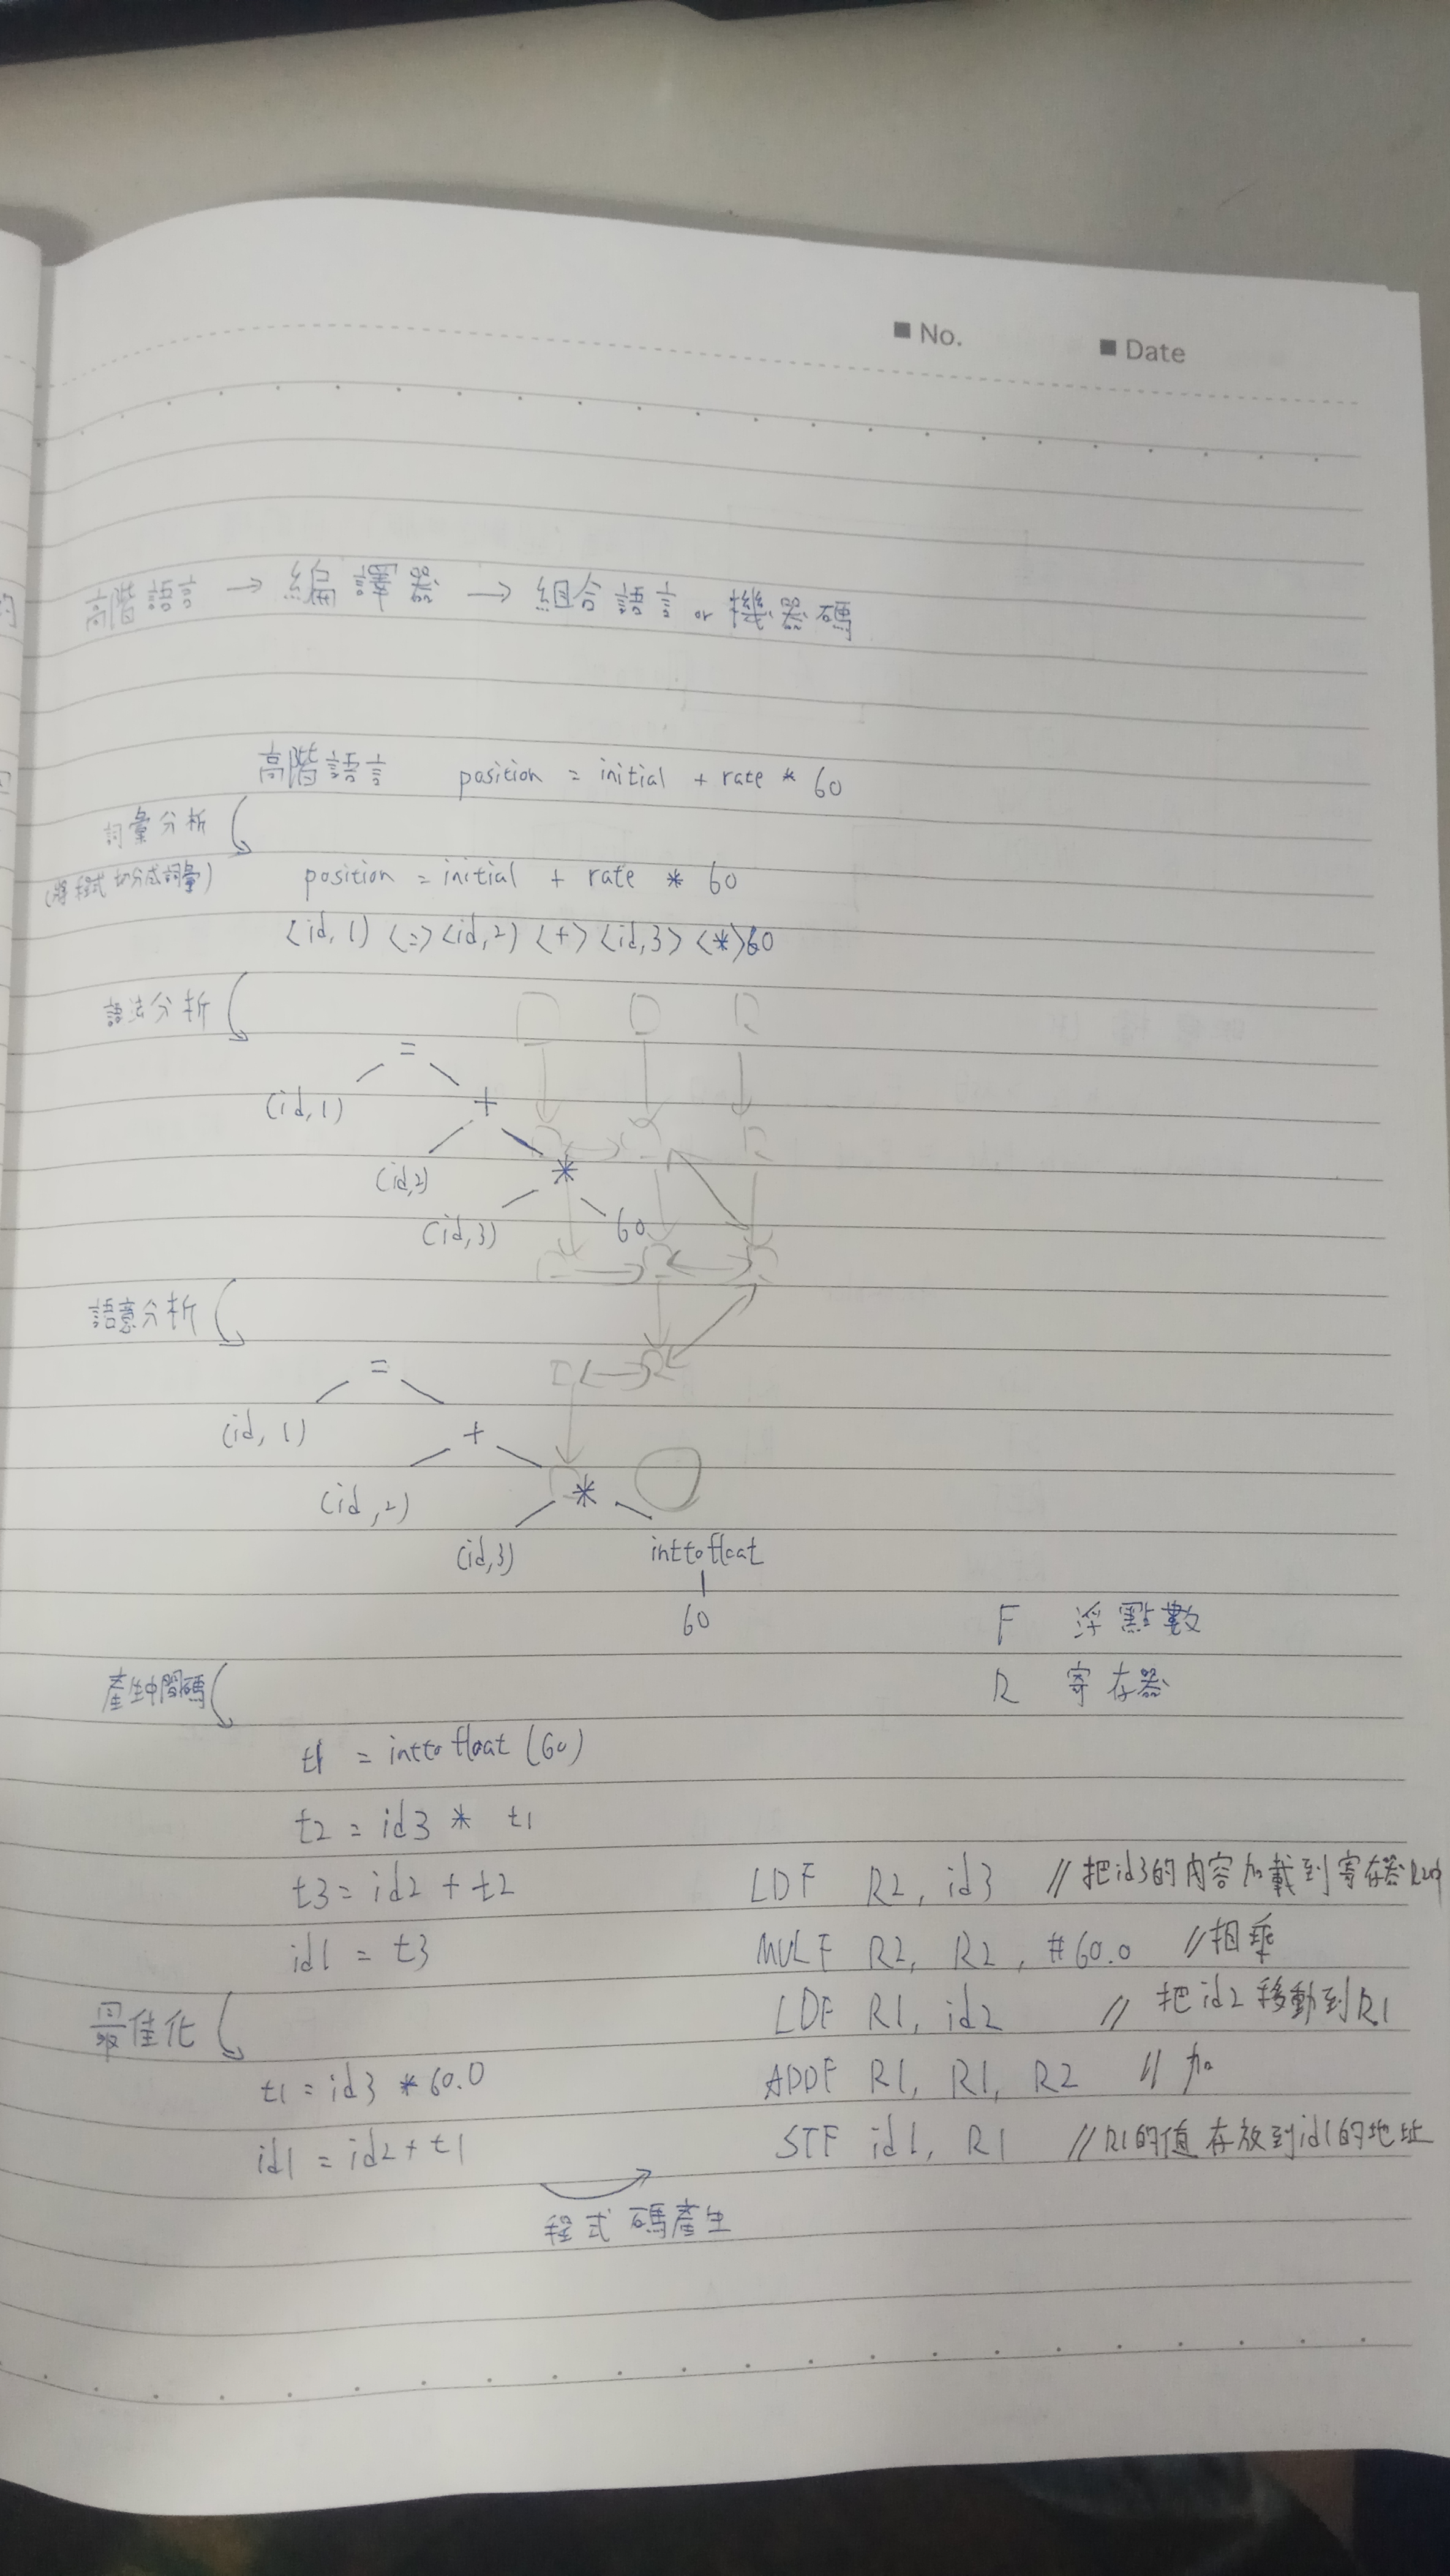 ■ No. ■ Date
高階語言 → 編譯器 → 組合語言 or 機器碼
高階語言 position = initial + rate * 60
詞彙分析
(將程式切分成詞彙) position = initial + rate * 60
<id, 1) <=> <id,2) <+> <id,3> <*>60
語法分析
=
(id,1) +
(id,2) *
(id,3) 60
語意分析
=
(id, 1) +
(id,2) *
(id,3) inttofloat
60
F 浮點數
R 寄存器
產生中間碼
t1 = inttofloat (60)
t2 = id3 * t1
t3 = id2 + t2
id1 = t3
最佳化
t1 = id3 * 60.0
id1 = id2 + t1
程式碼產生
LDF R2, id3 // 把id3的內容加載到寄存器R2中
MULF R2, R2, #60.0 // 相乘
LDF R1, id2 // 把id2移動到R1
ADDF R1, R1, R2 // 加
STF id1, R1 // R1的值存放到id1的地址